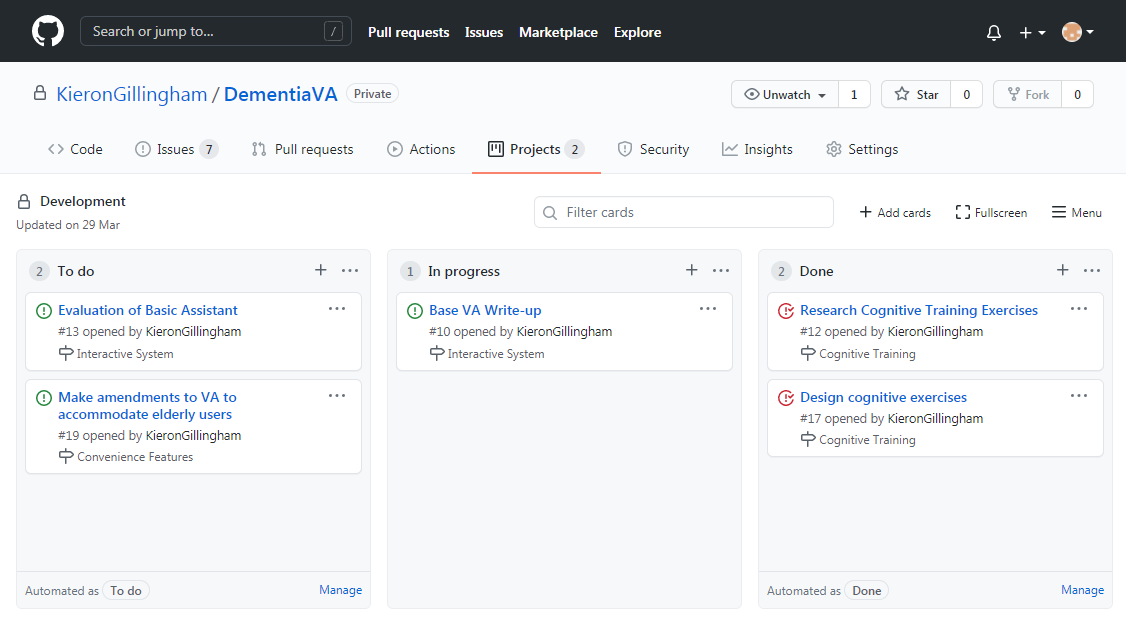 Search or jump to... /
Pull requests Issues Marketplace Explore
KieronGillingham / DementiaVA Private
Unwatch 1 Star 0 Fork 0
Code Issues 7 Pull requests Actions Projects 2 Security Insights Settings
Development
Updated on 29 Mar
Filter cards
Add cards Fullscreen Menu
2 To do
Evaluation of Basic Assistant
#13 opened by KieronGillingham
Interactive System
Make amendments to VA to
accommodate elderly users
#19 opened by KieronGillingham
Convenience Features
Automated as To do Manage
1 In progress
Base VA Write-up
#10 opened by KieronGillingham
Interactive System
2 Done
Research Cognitive Training Exercises
#12 opened by KieronGillingham
Cognitive Training
Design cognitive exercises
#17 opened by KieronGillingham
Cognitive Training
Automated as Done Manage